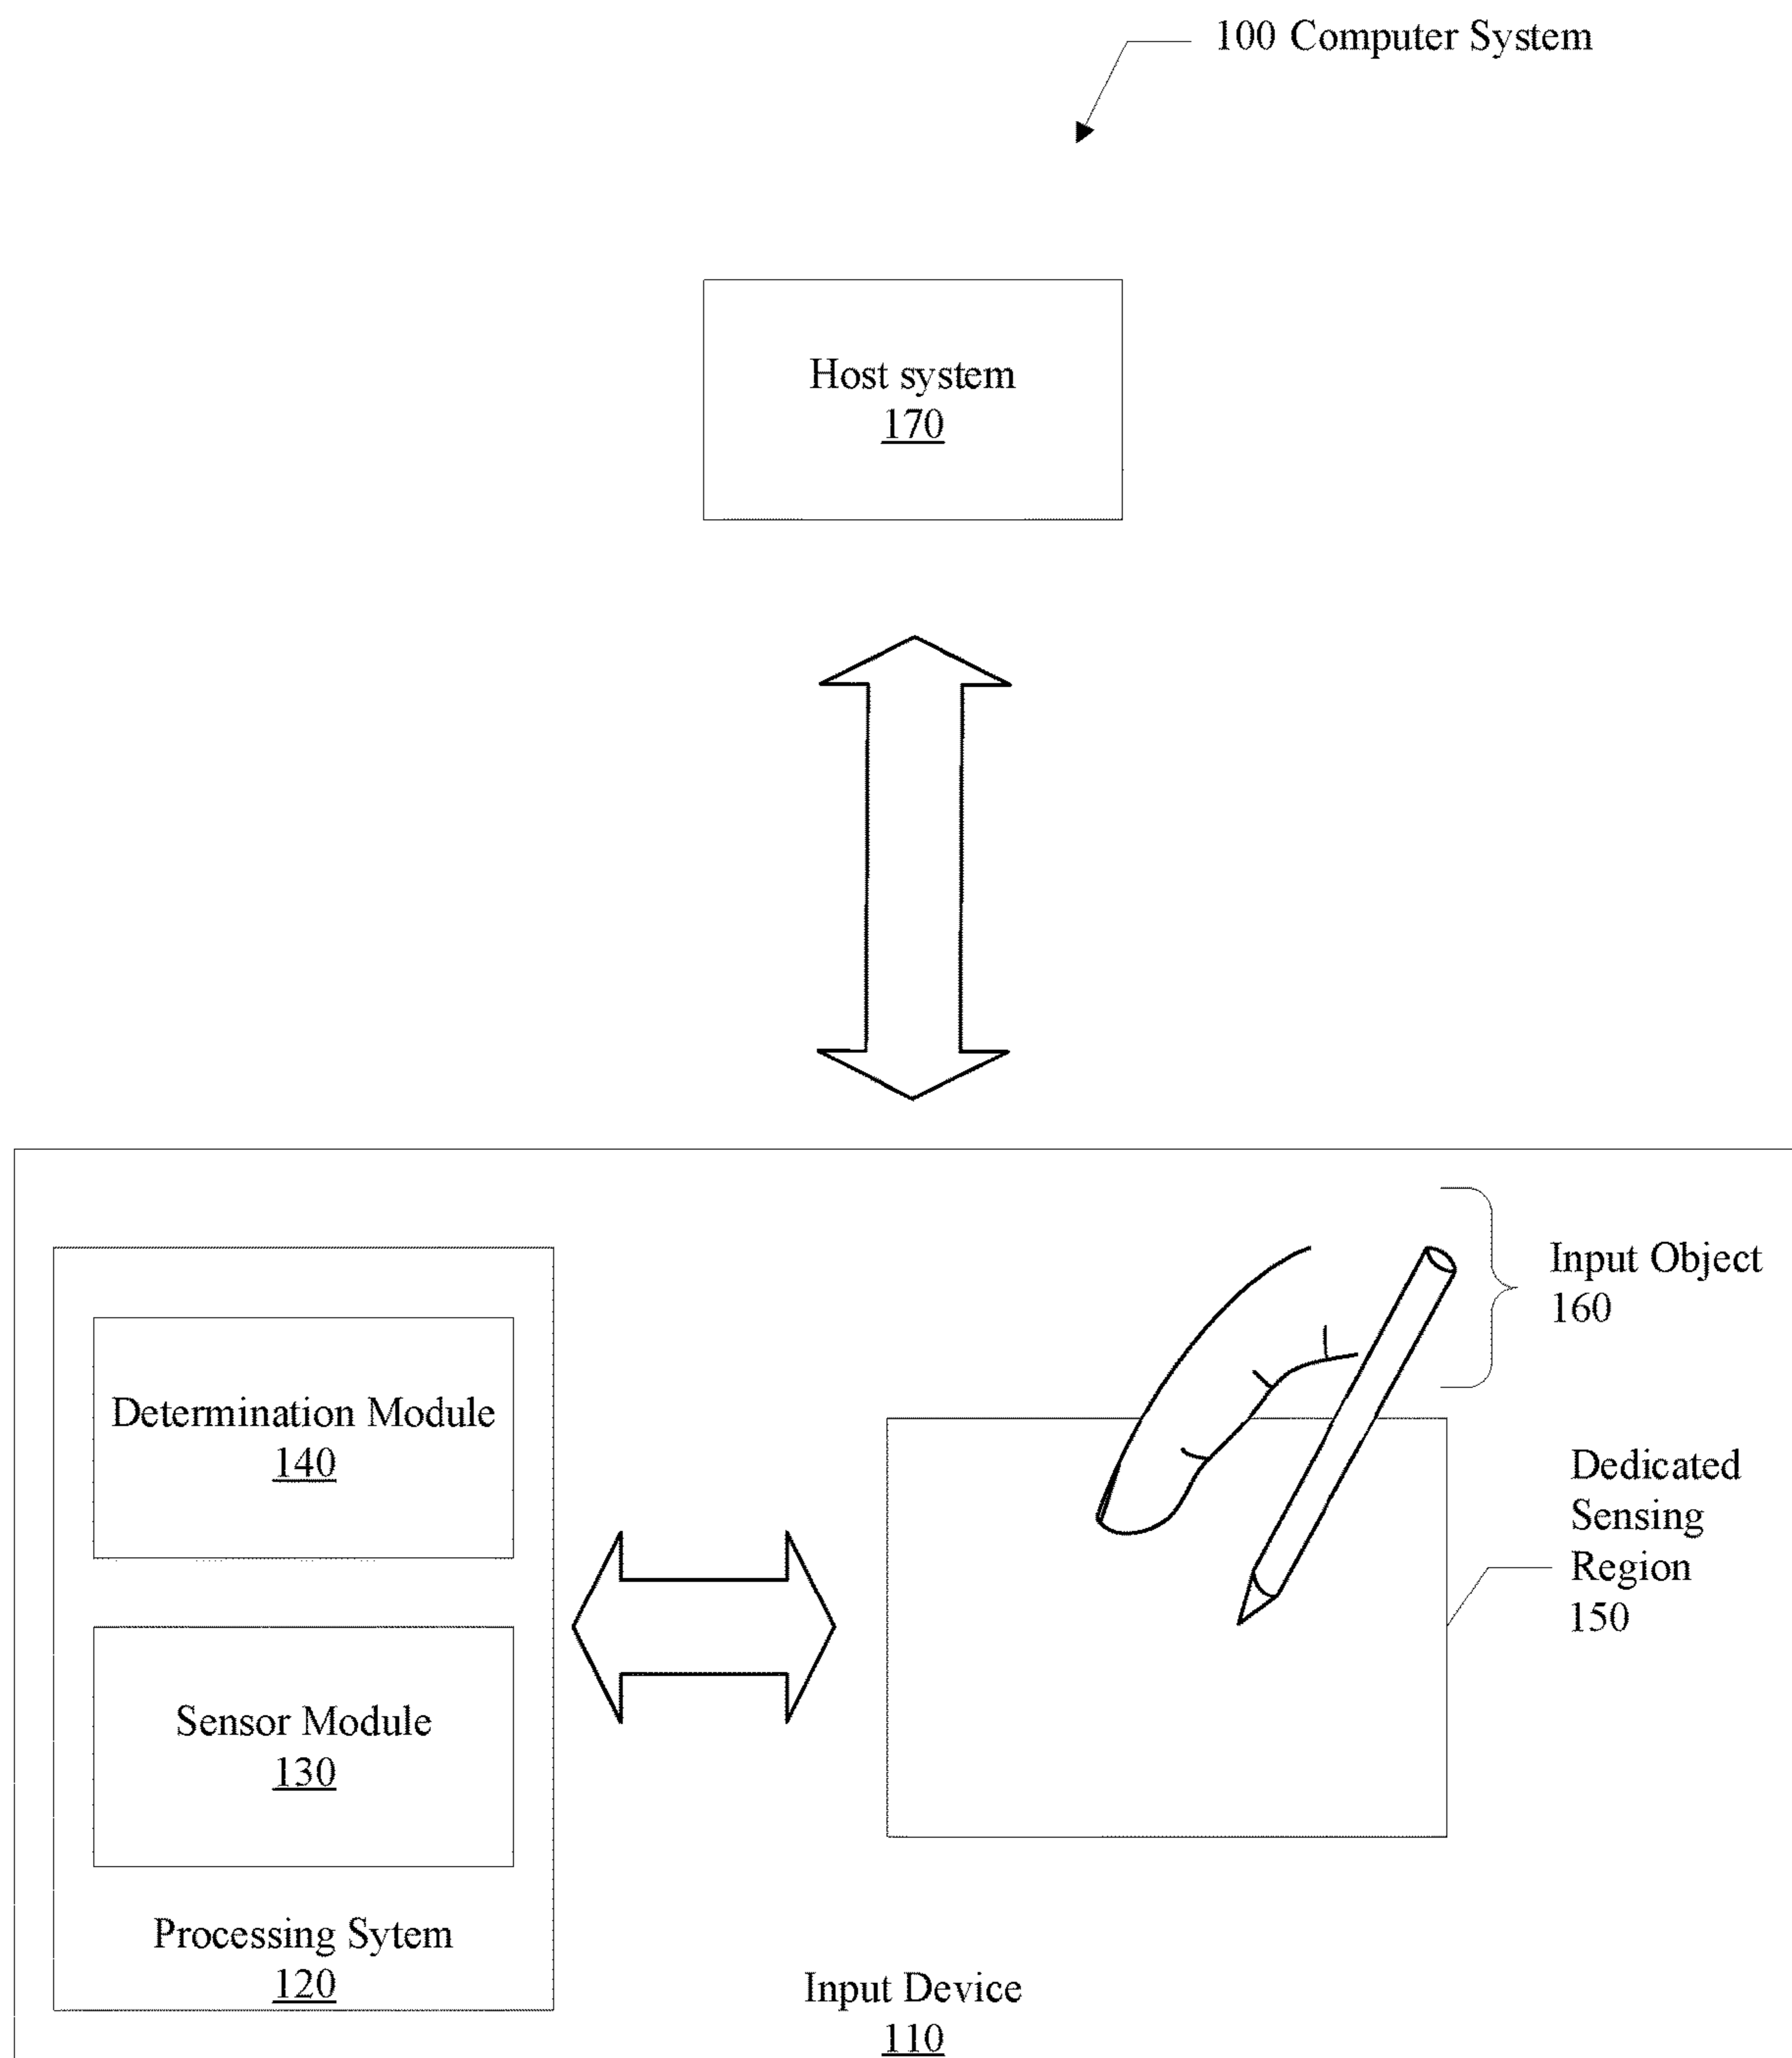 100 Computer System
Host system
170
Input Object
160
Determination Module
140
Dedicated
Sensing
Region
150
Sensor Module
130
Processing Sytem
120
Input Device
110